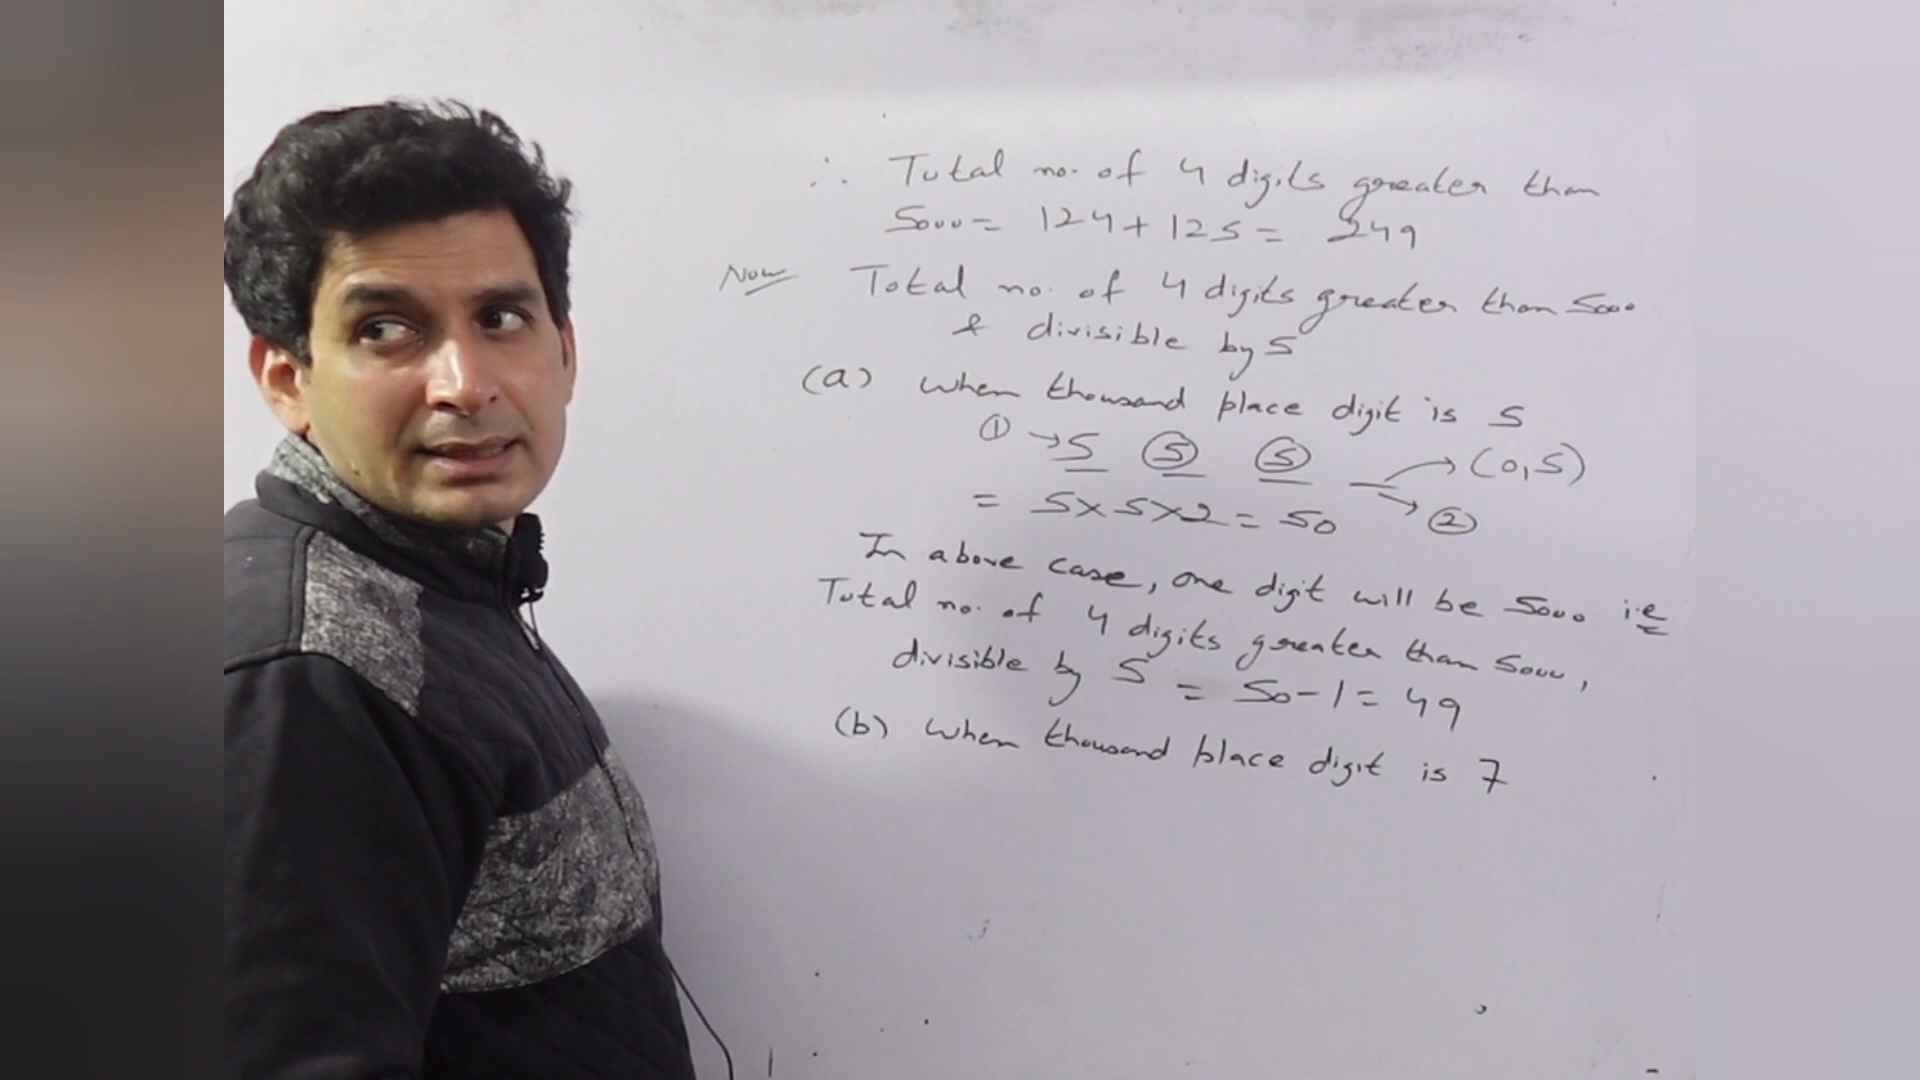 ∴ Total no. of 4 digits greater than
5000 = 124 + 125 = 249
Now Total no. of 4 digits greater than 5000
& divisible by 5
(a) when thousand place digit is 5
① → 5 ⑤ ⑤ → (0,5)
= 5 × 5 × 2 = 50 → ②
In above case, one digit will be 5000 i.e
Total no. of 4 digits greater than 5000,
divisible by 5 = 50 - 1 = 49
(b) when thousand place digit is 7